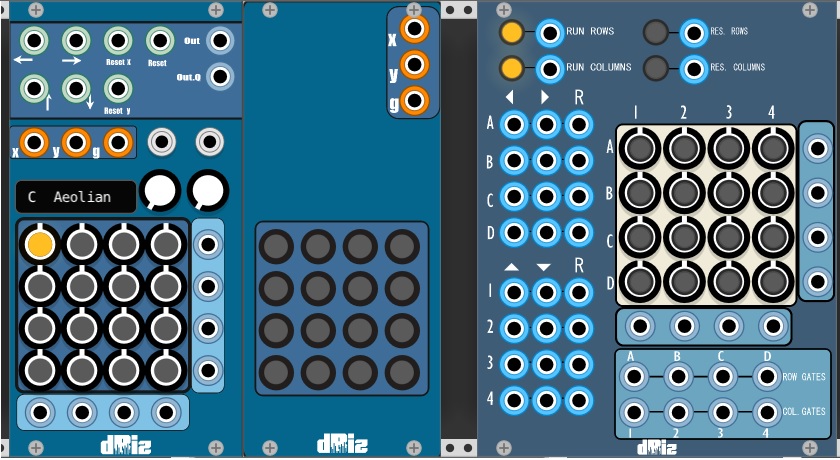 Out
Reset X Reset
Out.Q
Reset y
x y g
C Aeolian
dRiz
x
y
g
dRiz
RUN ROWS RES. ROWS
RUN COLUMNS RES. COLUMNS
R
A
B
C
D
R
1
2
3
4
1 2 3 4
A
B
C
D
A B C D
ROW GATES
COL. GATES
1 2 3 4
dRiz